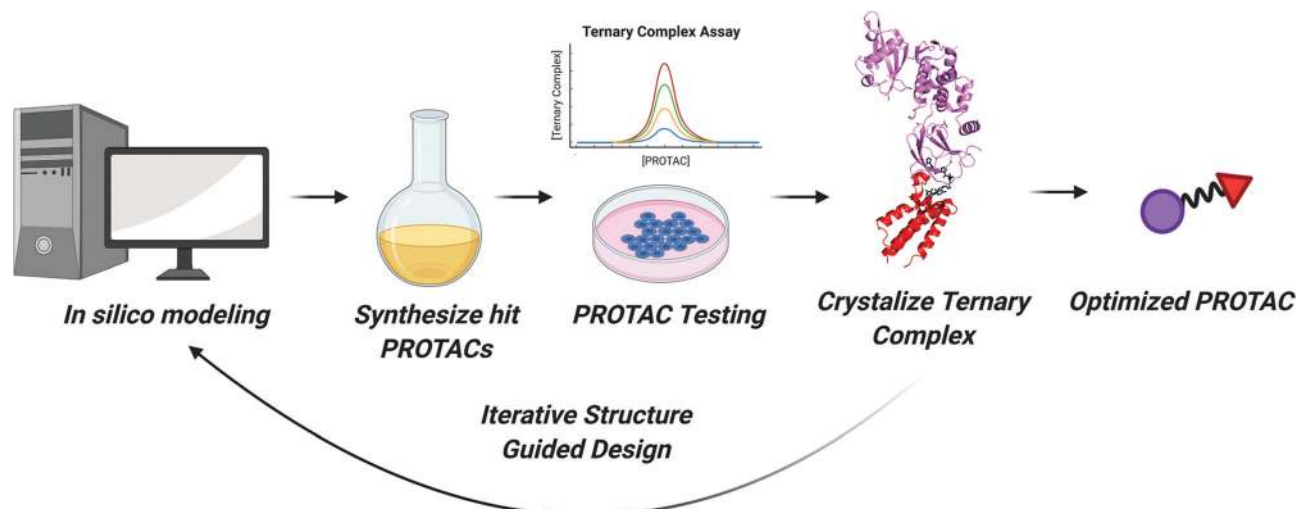 Ternary Complex Assay
[Ternary Complex]
[PROTAC]
In silico modeling
Synthesize hit
PROTACs
PROTAC Testing
Crystalize Ternary
Complex
Optimized PROTAC
Iterative Structure
Guided Design